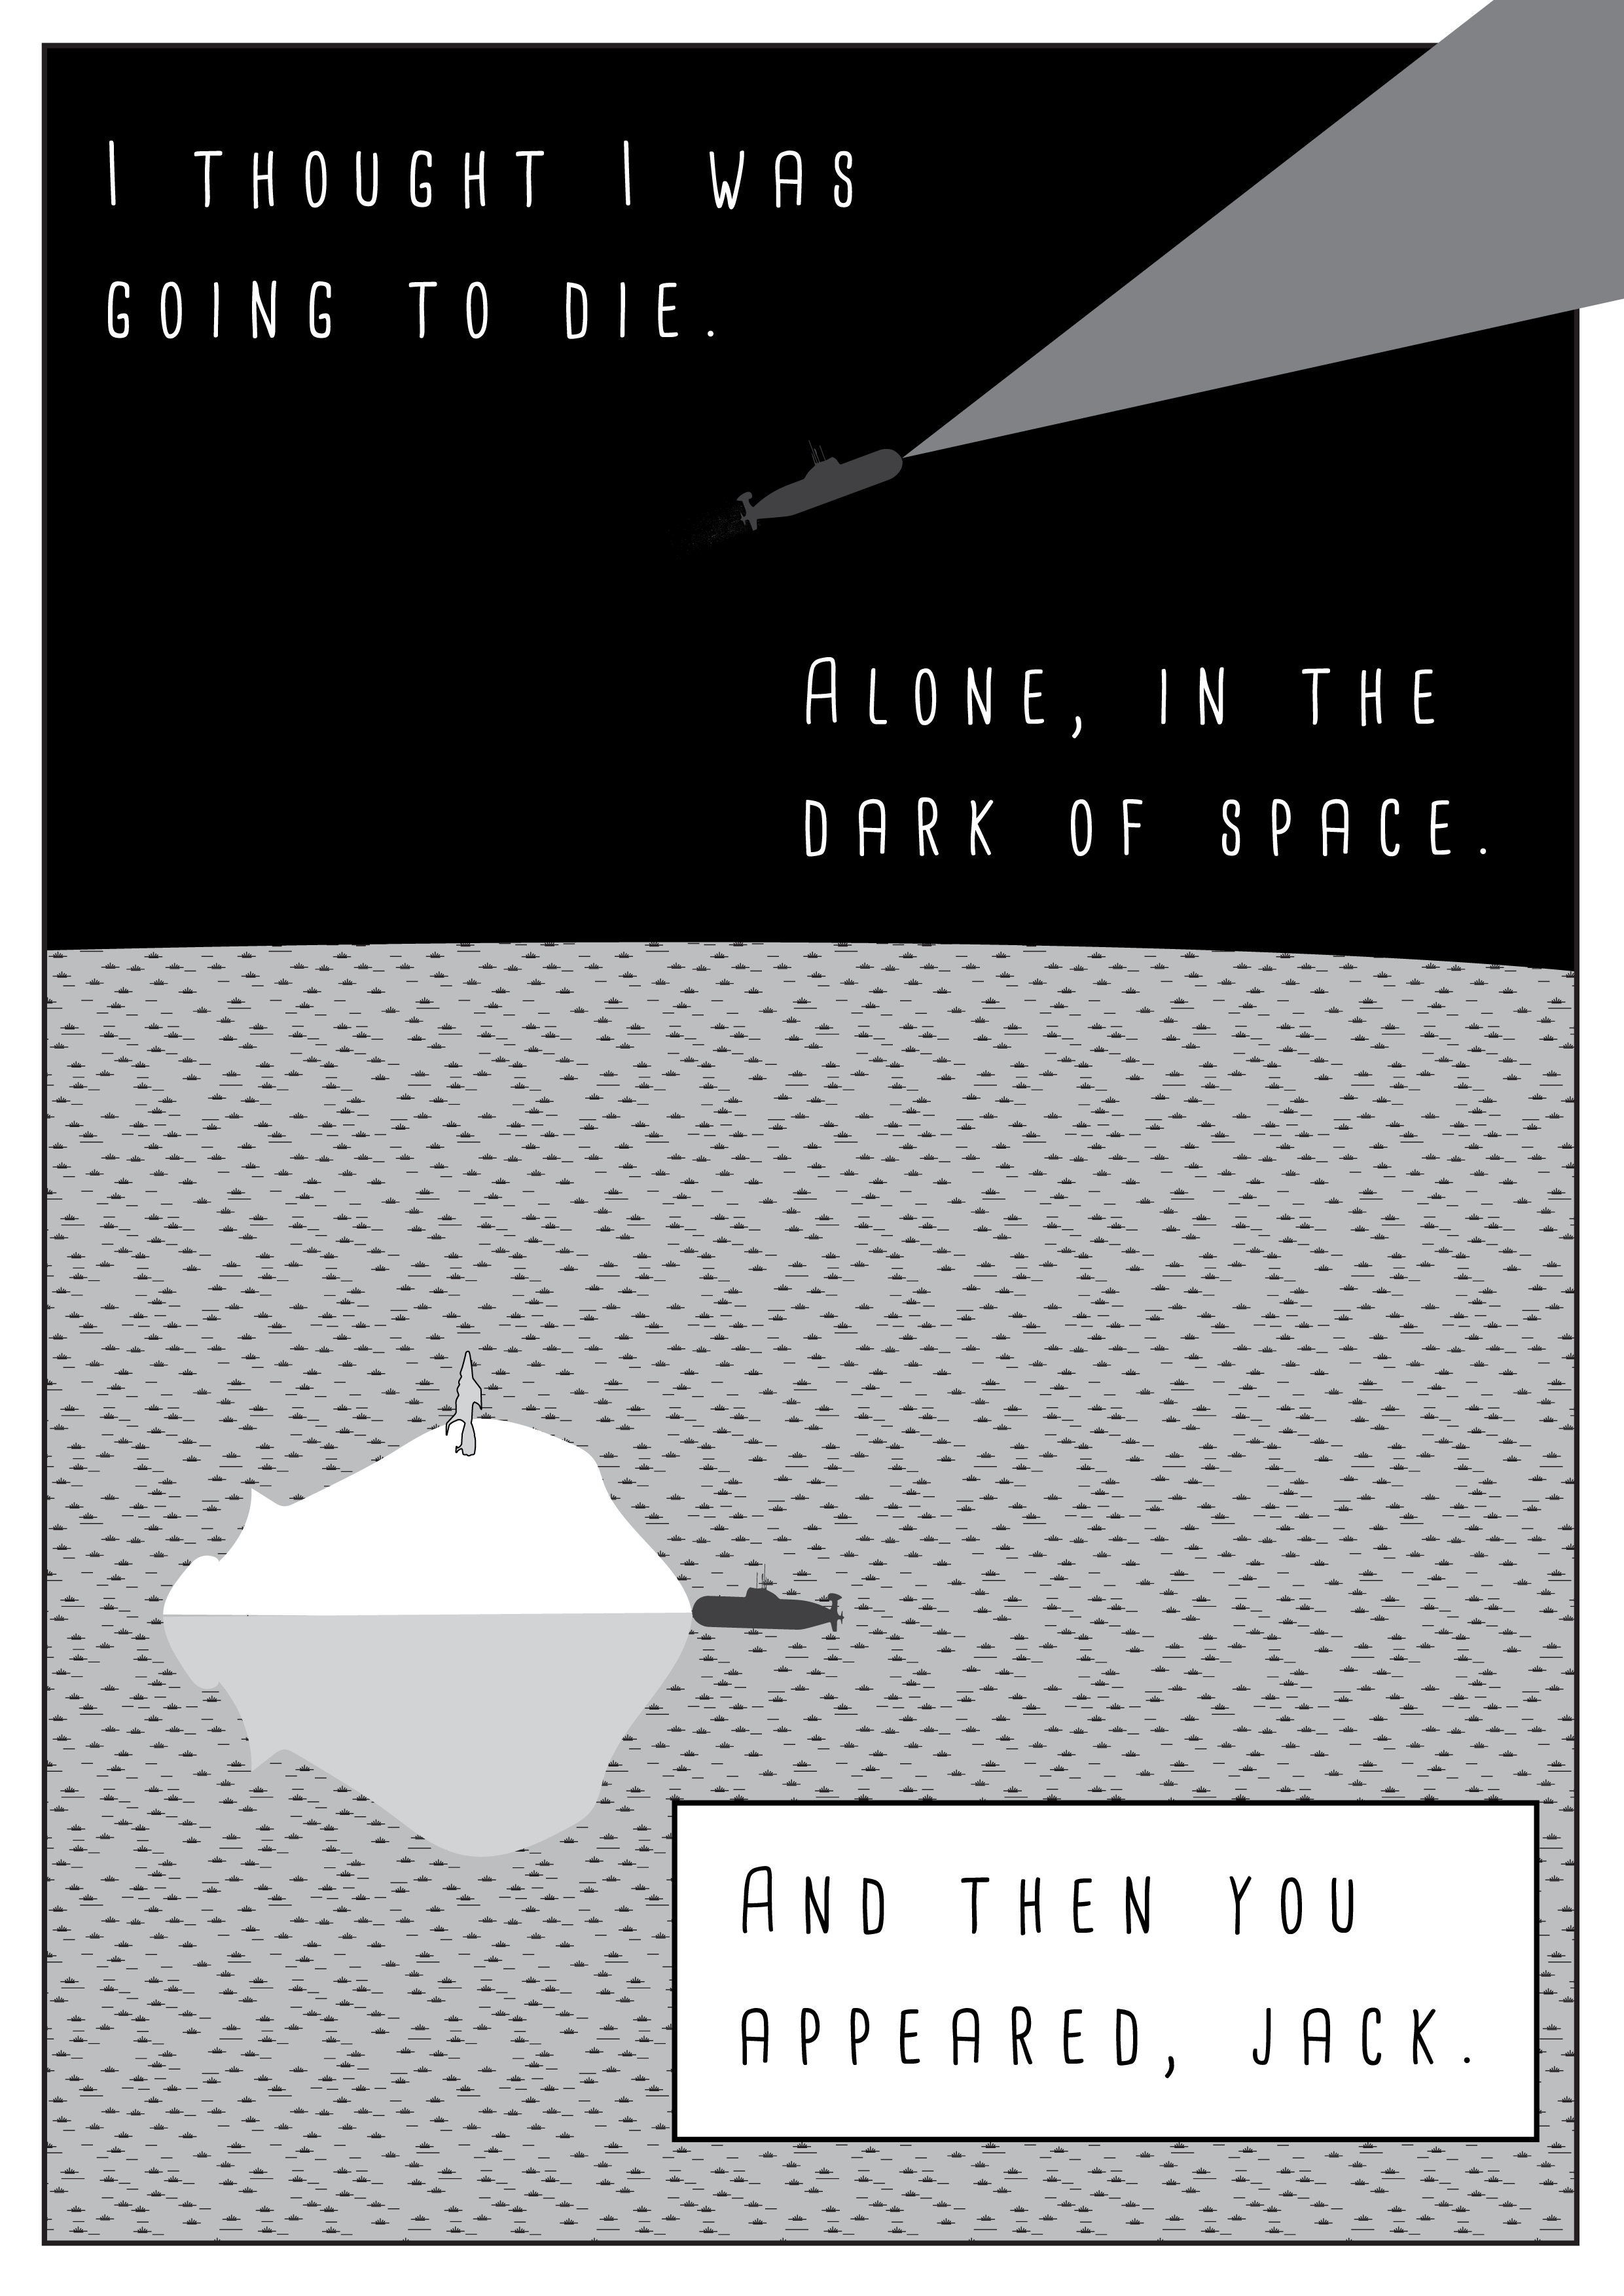 I THOUGHT I WAS
GOING TO DIE.
ALONE, IN THE
DARK OF SPACE.
AND THEN YOU
APPEARED, JACK.